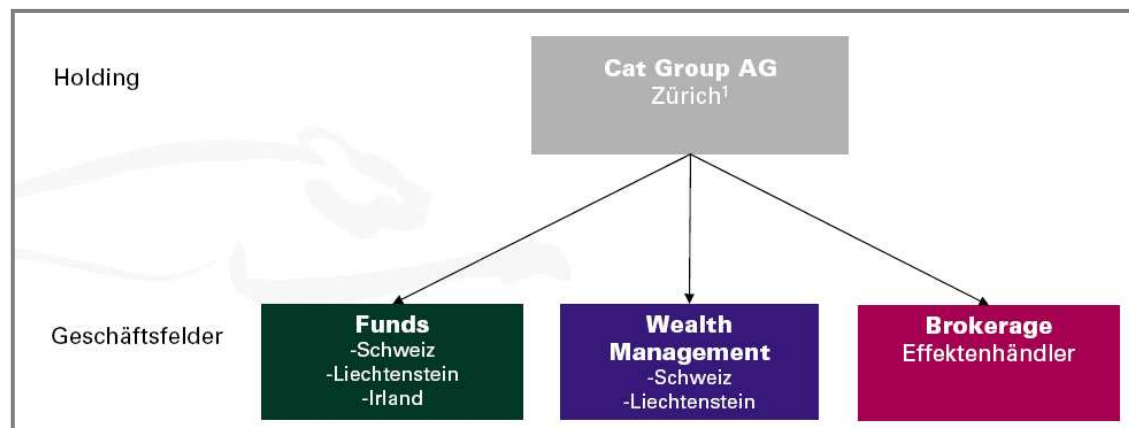 Holding
Cat Group AG
Zürich¹
Geschäftsfelder
Funds
-Schweiz
-Liechtenstein
-Irland
Wealth
Management
-Schweiz
-Liechtenstein
Brokerage
Effektenhändler